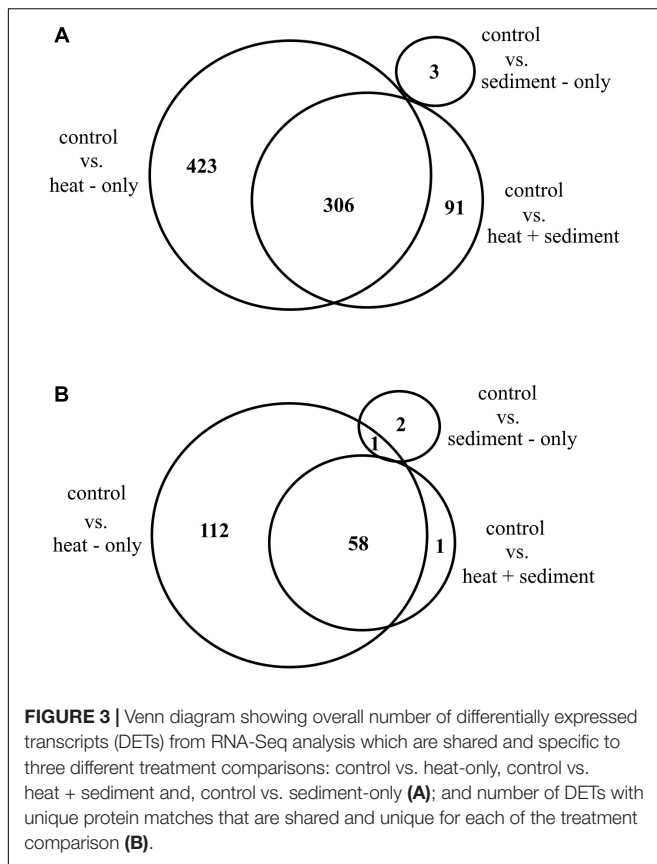 A
control
vs.
sediment - only
3
control
vs.
heat - only
423
306
91
control
vs.
heat + sediment
B
control
vs.
sediment - only
2
1
control
vs.
heat - only
112
58
1
control
vs.
heat + sediment
FIGURE 3 | Venn diagram showing overall number of differentially expressed
transcripts (DETs) from RNA-Seq analysis which are shared and specific to
three different treatment comparisons: control vs. heat-only, control vs.
heat + sediment and, control vs. sediment-only (A); and number of DETs with
unique protein matches that are shared and unique for each of the treatment
comparison (B).